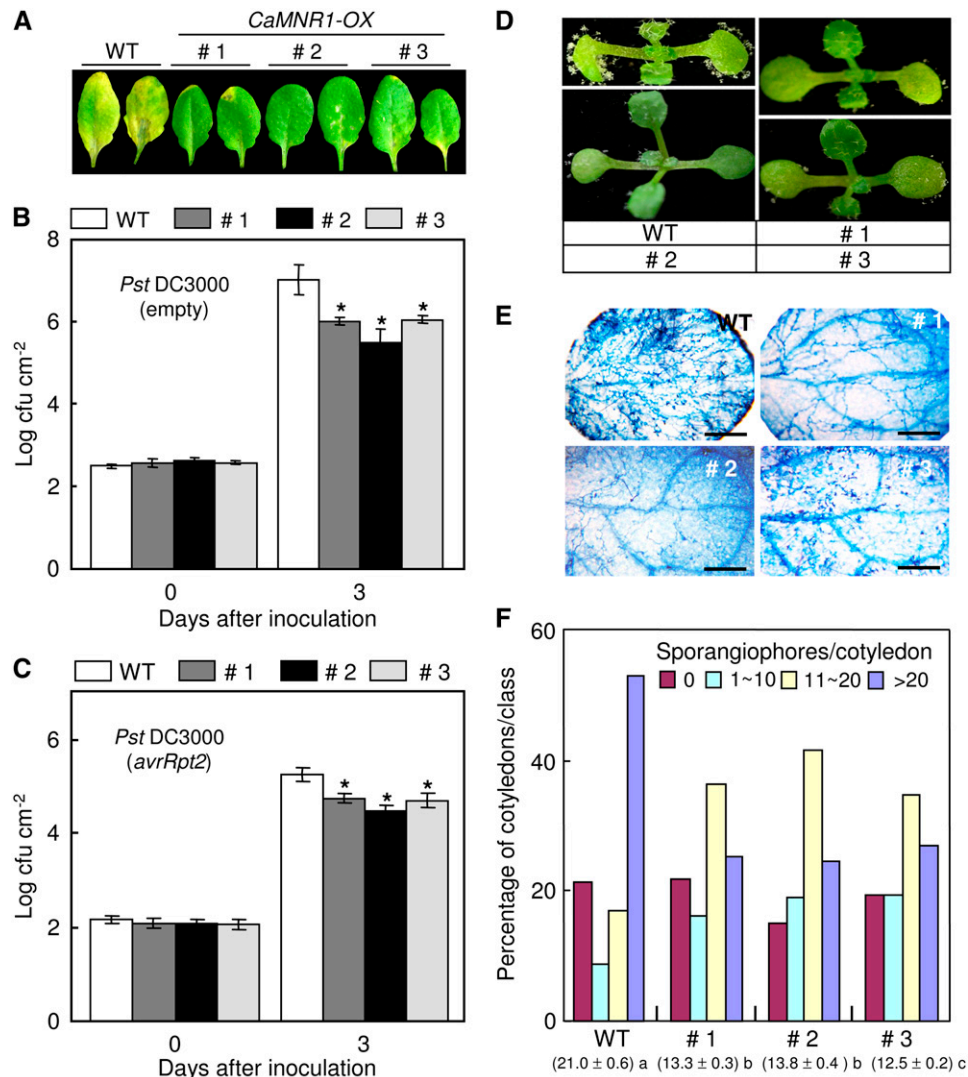 A
CaMNR1-OX
WT # 1 # 2 # 3
B
WT # 1 # 2 # 3
Pst DC3000
(empty)
8
6
4
2
0
Log cfu cm-2
0 3
Days after inoculation
C
WT # 1 # 2 # 3
Pst DC3000
(avrRpt2)
6
4
2
0
Log cfu cm-2
0 3
Days after inoculation
D
WT # 1
# 2 # 3
E
WT # 1
# 2 # 3
F
Sporangiophores/cotyledon
0 1~10 11~20 >20
60
40
20
0
Percentage of cotyledons/class
WT # 1 # 2 # 3
(21.0 ± 0.6) a (13.3 ± 0.3) b (13.8 ± 0.4 ) b (12.5 ± 0.2) c